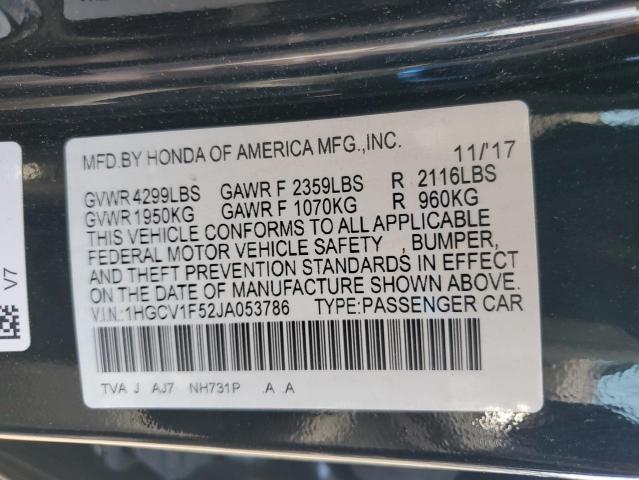 MFD.BY HONDA OF AMERICA MFG.,INC. 11/'17
GVWR 4299LBS GAWR F 2359LBS R 2116LBS
GVWR 1950KG GAWR F 1070KG R 960KG
THIS VEHICLE CONFORMS TO ALL APPLICABLE
FEDERAL MOTOR VEHICLE SAFETY , BUMPER,
AND THEFT PREVENTION STANDARDS IN EFFECT
ON THE DATE OF MANUFACTURE SHOWN ABOVE.
V.I.N.:1HGCV1F52JA053786 TYPE:PASSENGER CAR
TVA J AJ7 NH731P .A .A
V7